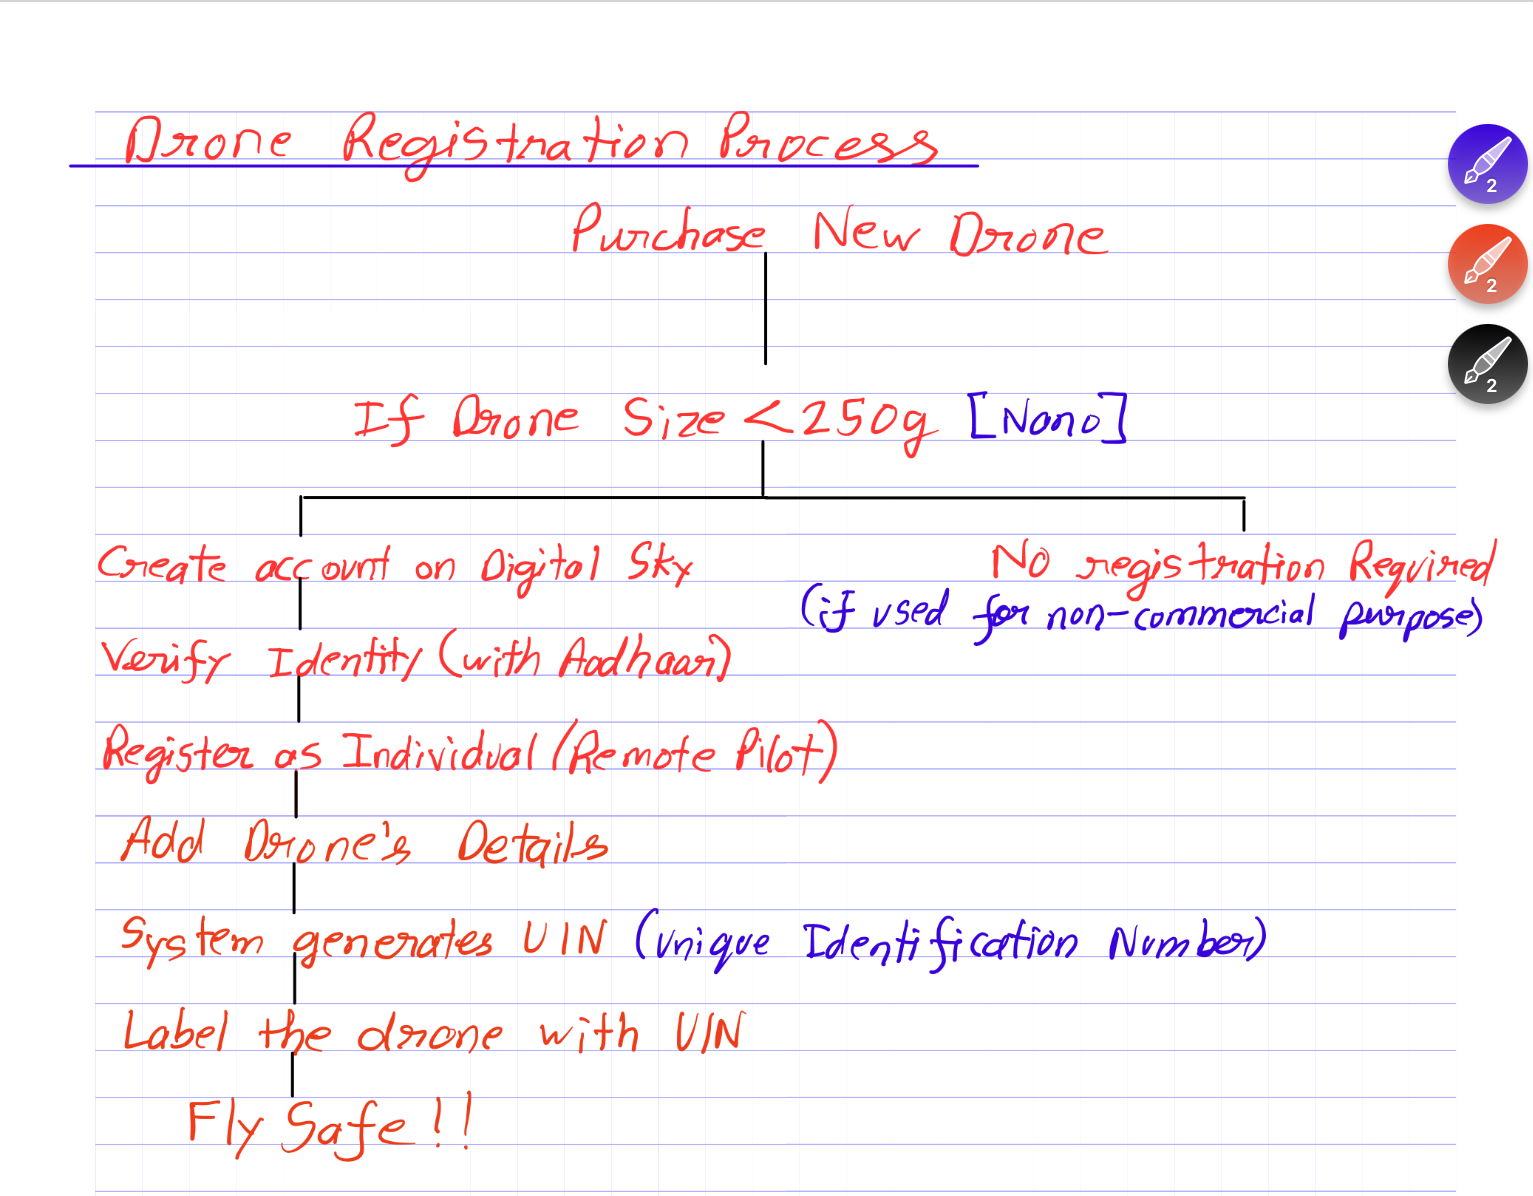 Drone Registration Process
Purchase New Drone
If Drone Size < 250g [Nano]
Create account on Digital Sky
No registration Required
(if used for non-commercial purpose)
Verify Identity (with Aadhaar)
Register as Individual (Remote Pilot)
Add Drone's Details
System generates UIN (Unique Identification Number)
Label the drone with UIN
Fly Safe!!
2
2
2